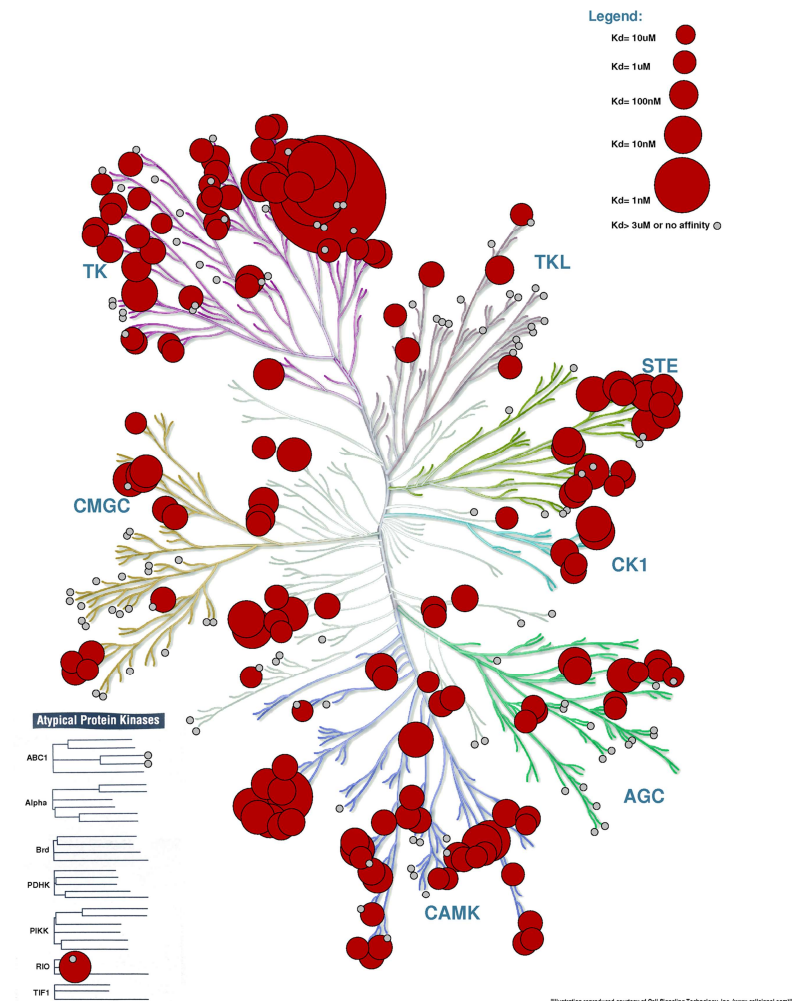 Legend:
Kd= 10uM
Kd= 1uM
Kd= 100nM
Kd= 10nM
Kd= 1nM
Kd> 3uM or no affinity
TK
TKL
STE
CMGC
CK1
AGC
CAMK
Atypical Protein Kinases
ABC1
Alpha
Brd
PDHK
PIKK
RIO
TIF1